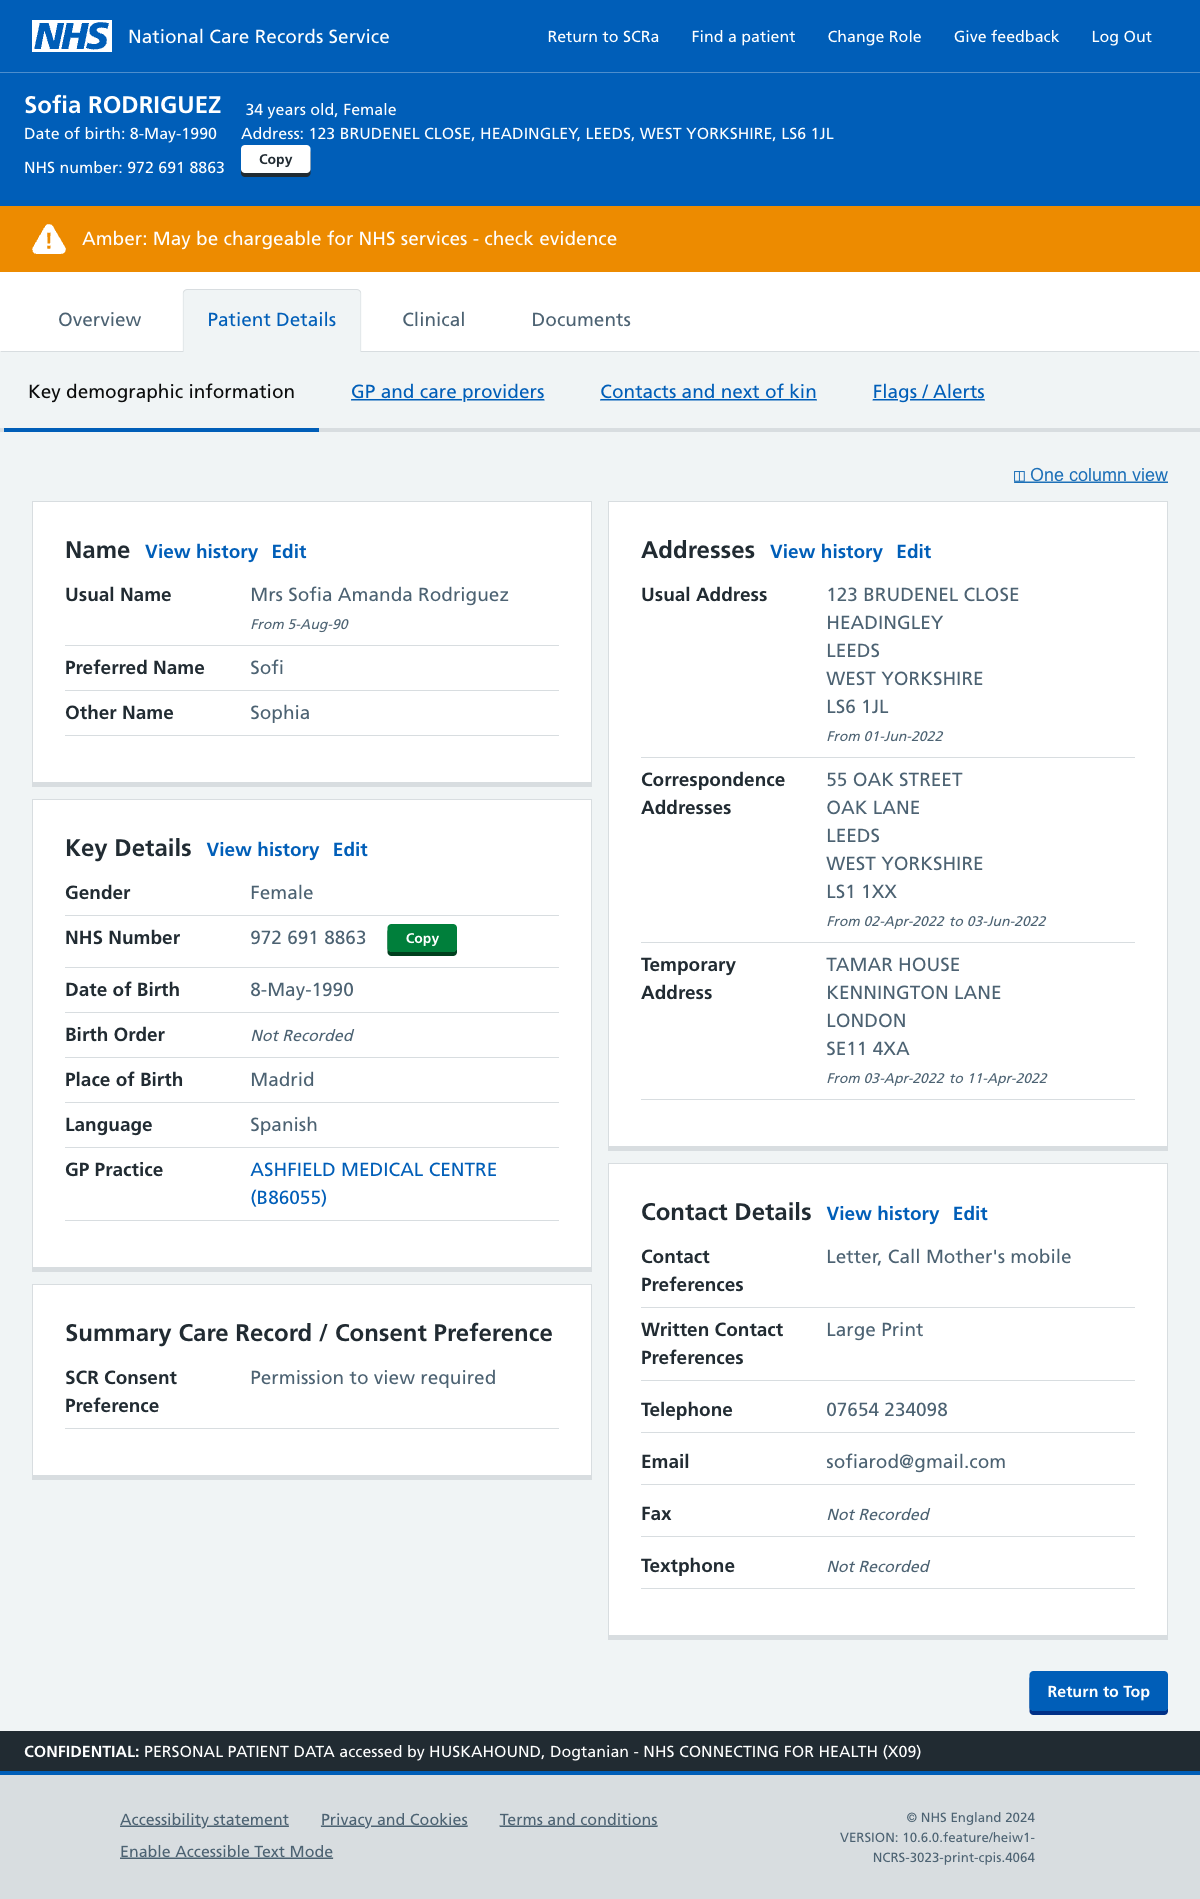 NHS National Care Records Service
Return to SCRa
Find a patient
Change Role
Give feedback
Log Out
Sofia RODRIGUEZ 34 years old, Female
Date of birth: 8-May-1990 Address: 123 BRUDENEL CLOSE, HEADINGLEY, LEEDS, WEST YORKSHIRE, LS6 1JL
NHS number: 972 691 8863 Copy
Amber: May be chargeable for NHS services - check evidence
Overview
Patient Details
Clinical
Documents
Key demographic information
GP and care providers
Contacts and next of kin
Flags / Alerts
One column view
Name View history Edit
Usual Name Mrs Sofia Amanda Rodriguez
From 5-Aug-90
Preferred Name Sofi
Other Name Sophia
Key Details View history Edit
Gender Female
NHS Number 972 691 8863 Copy
Date of Birth 8-May-1990
Birth Order Not Recorded
Place of Birth Madrid
Language Spanish
GP Practice ASHFIELD MEDICAL CENTRE
(B86055)
Summary Care Record / Consent Preference
SCR Consent Permission to view required
Preference
Addresses View history Edit
Usual Address 123 BRUDENEL CLOSE
HEADINGLEY
LEEDS
WEST YORKSHIRE
LS6 1JL
From 01-Jun-2022
Correspondence 55 OAK STREET
Addresses OAK LANE
LEEDS
WEST YORKSHIRE
LS1 1XX
From 02-Apr-2022 to 03-Jun-2022
Temporary TAMAR HOUSE
Address KENNINGTON LANE
LONDON
SE11 4XA
From 03-Apr-2022 to 11-Apr-2022
Contact Details View history Edit
Contact Letter, Call Mother's mobile
Preferences
Written Contact Large Print
Preferences
Telephone 07654 234098
Email sofiarod@gmail.com
Fax Not Recorded
Textphone Not Recorded
Return to Top
CONFIDENTIAL: PERSONAL PATIENT DATA accessed by HUSKAHOUND, Dogtanian - NHS CONNECTING FOR HEALTH (X09)
Accessibility statement
Privacy and Cookies
Terms and conditions
Enable Accessible Text Mode
© NHS England 2024
VERSION: 10.6.0.feature/heiw1-
NCRS-3023-print-cpis.4064